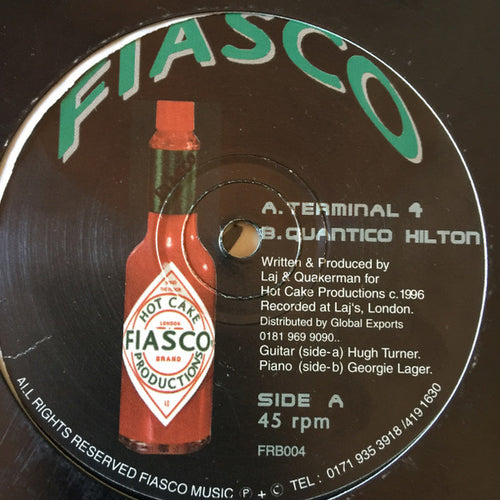 FIASCO
A. TERMINAL 4
B. QUANTICO HILTON
Written & Produced by
Laj & Quakerman for
Hot Cake Productions c.1996
Recorded at Laj's, London.
Distributed by Global Exports
0181 969 9090..
Guitar (side-a) Hugh Turner.
Piano (side-b) Georgie Lager.
SIDE A
45 rpm
FRB004
HOT CAKE
LONDON
FIASCO
BRAND
PRODUCTIONS
ALL RIGHTS RESERVED FIASCO MUSIC ℗ + © TEL : 0171 935 3918 / 419 1630